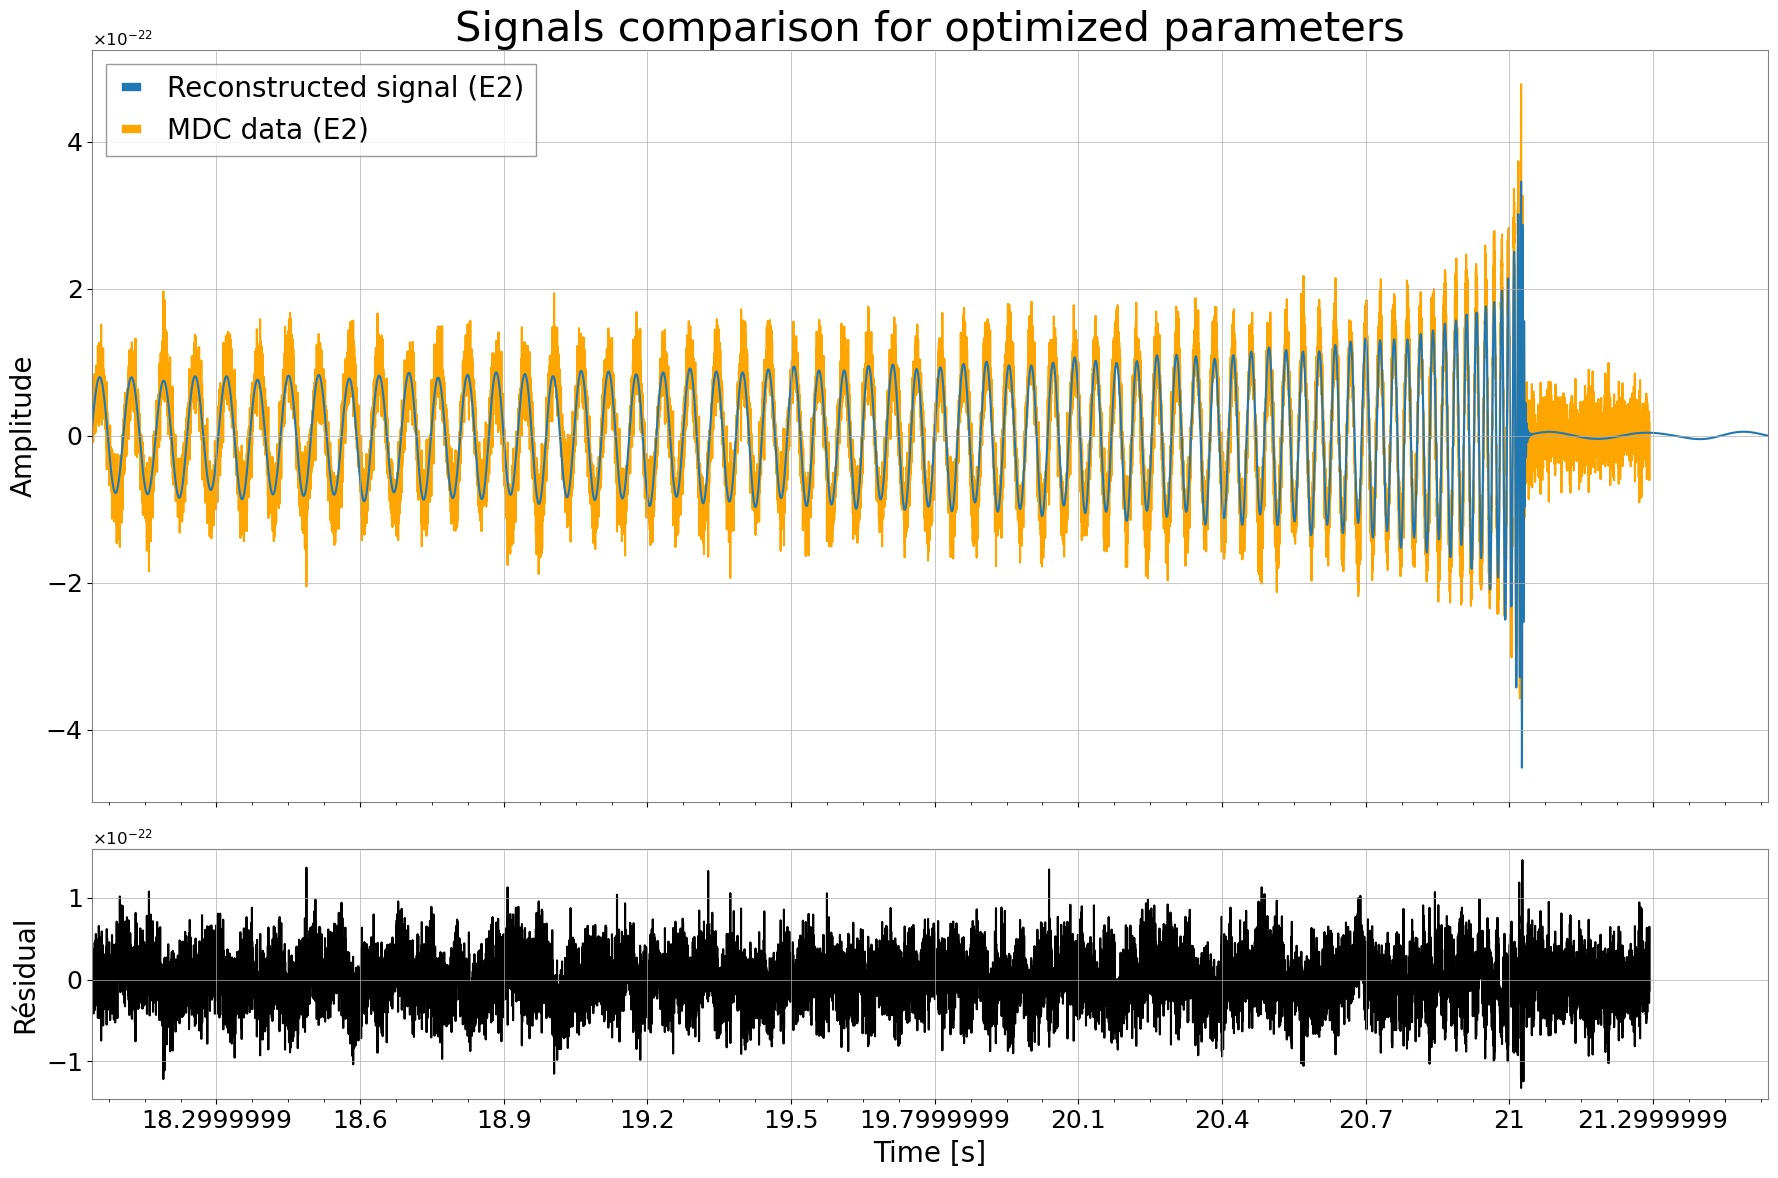 Signals comparison for optimized parameters
×10⁻²²
Reconstructed signal (E2)
MDC data (E2)
4
2
0
−2
−4
Amplitude
×10⁻²²
1
0
−1
Résidual
18.2999999 18.6 18.9 19.2 19.5 19.7999999 20.1 20.4 20.7 21 21.2999999
Time [s]